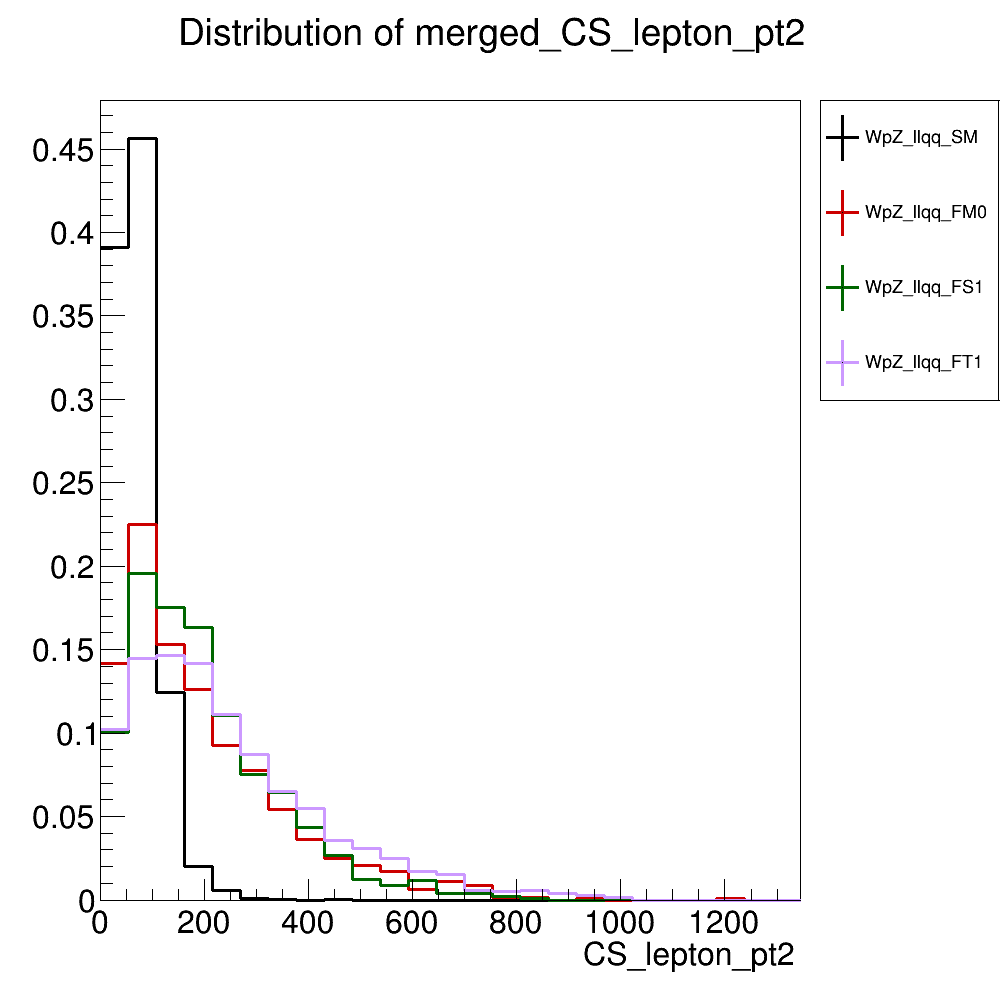 Distribution of merged_CS_lepton_pt2
WpZ_llqq_SM
WpZ_llqq_FM0
WpZ_llqq_FS1
WpZ_llqq_FT1
0.45
0.4
0.35
0.3
0.25
0.2
0.15
0.1
0.05
0
0 200 400 600 800 1000 1200
CS_lepton_pt2